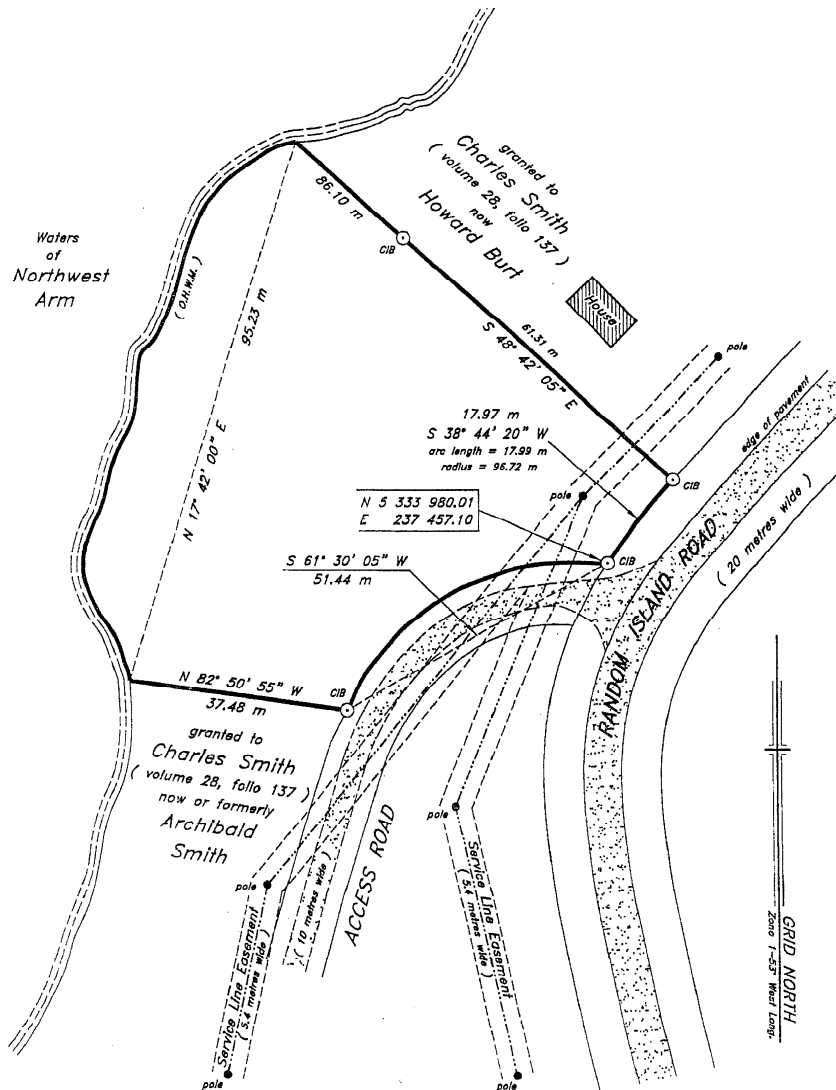 granted to
Charles Smith
( volume 28, folio 137 )
now
Howard Burt
86.10 m
CIB
Waters
of
Northwest
Arm
( O.H.W.M. )
95.23 m
N 17° 42' 00" E
House
61.31 m
S 48° 42' 05" E
pole
17.97 m
S 38° 44' 20" W
arc length = 17.99 m
radius = 96.72 m
edge of pavement
CIB
pole
N 5 333 980.01
E 237 457.10
CIB
RANDOM ISLAND ROAD
( 20 metres wide )
S 61° 30' 05" W
51.44 m
N 82° 50' 55" W
37.48 m
CIB
granted to
Charles Smith
( volume 28, folio 137 )
now or formerly
Archibald
Smith
pole
pole
ACCESS ROAD
( 10 metres wide )
Service Line Easement
( 5.4 metres wide )
Service Line Easement
( 5.4 metres wide )
GRID NORTH
Zone 1-53° West Long.
pole
pole